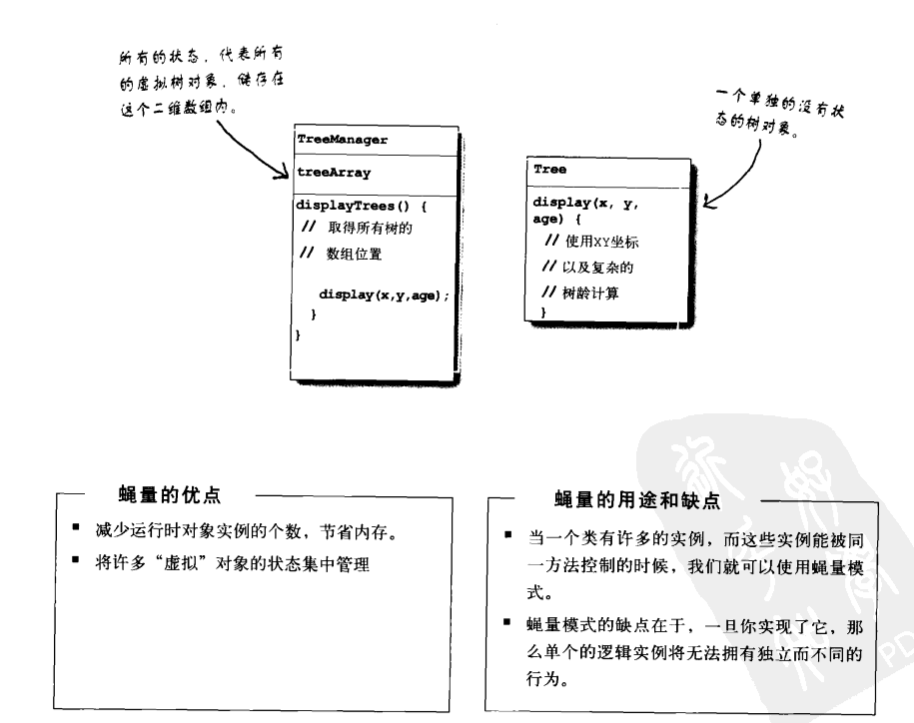 所有的状态，代表所有
的虚拟树对象，储存在
这个二维数组内。
TreeManager
treeArray
displayTrees() {
// 取得所有树的
// 数组位置
display(x,y,age);
}
}
一个单独的没有状
态的树对象。
Tree
display(x, y,
age) {
// 使用XY坐标
// 以及复杂的
// 树龄计算
}
蝇量的优点
■ 减少运行时对象实例的个数，节省内存。
■ 将许多“虚拟”对象的状态集中管理
蝇量的用途和缺点
■ 当一个类有许多的实例，而这些实例能被同
一方法控制的时候，我们就可以使用蝇量模
式。
■ 蝇量模式的缺点在于，一旦你实现了它，那
么单个的逻辑实例将无法拥有独立而不同的
行为。
PD